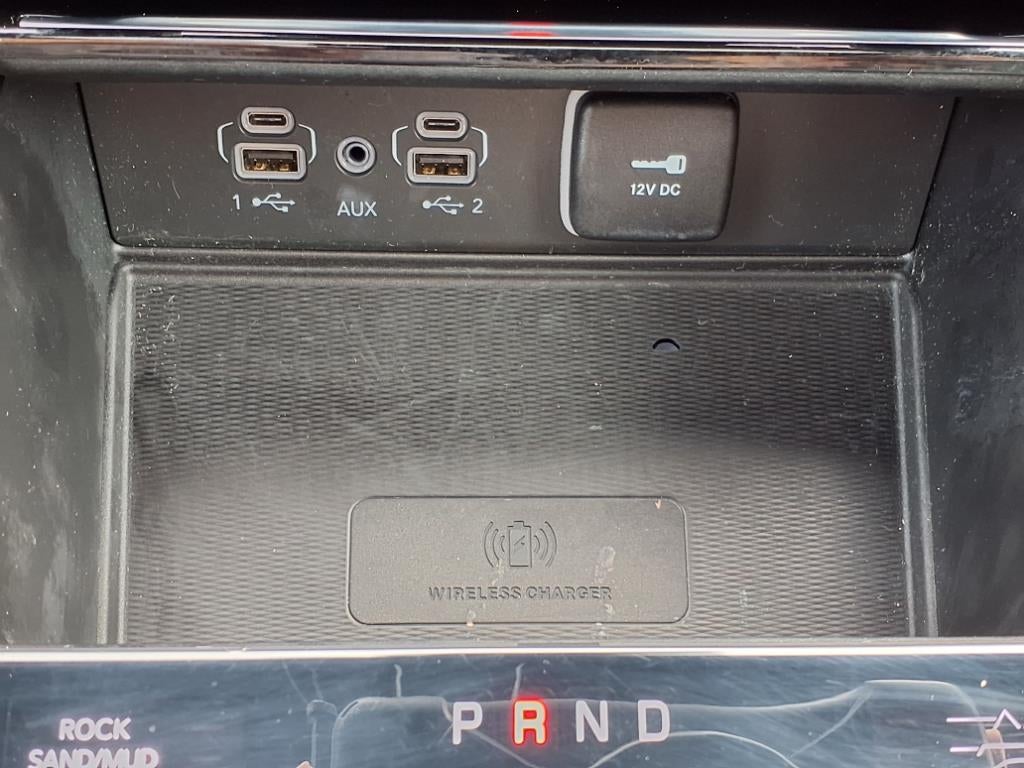 1
AUX
2
12V DC
WIRELESS CHARGER
P R N D
ROCK
SAND/MUD